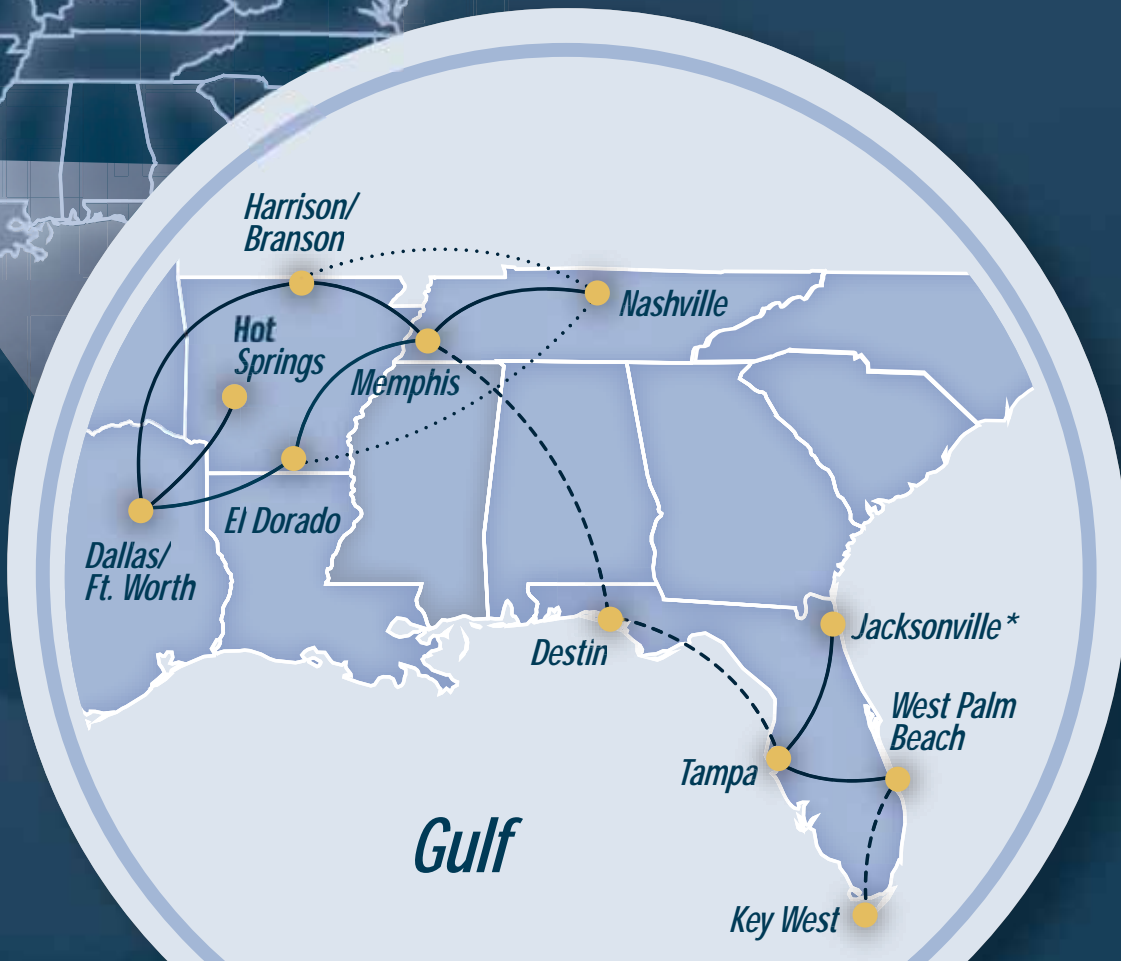 Harrison/
Branson
Nashville
Hot
Springs
Memphis
El Dorado
Dallas/
Ft. Worth
Destin
Jacksonville*
West Palm
Beach
Tampa
Gulf
Key West